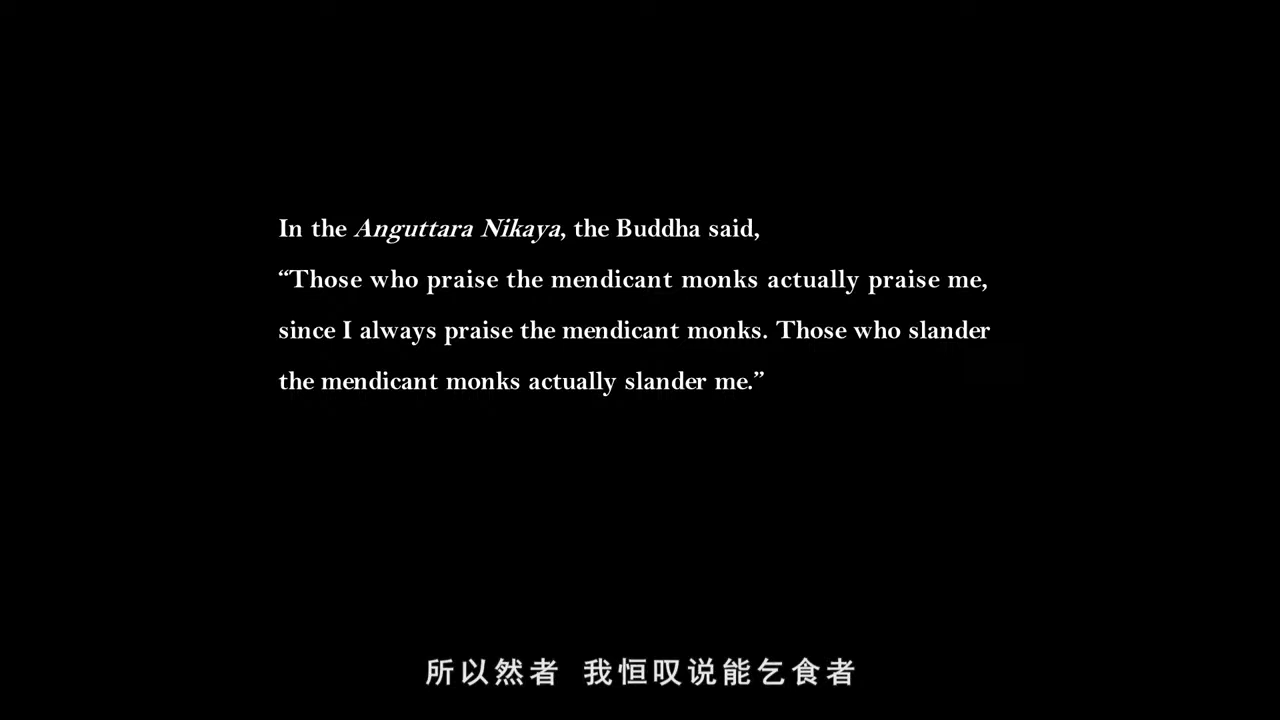 In the Anguttara Nikaya, the Buddha said,
“Those who praise the mendicant monks actually praise me,
since I always praise the mendicant monks. Those who slander
the mendicant monks actually slander me.”
所以然者 我恒叹说能乞食者